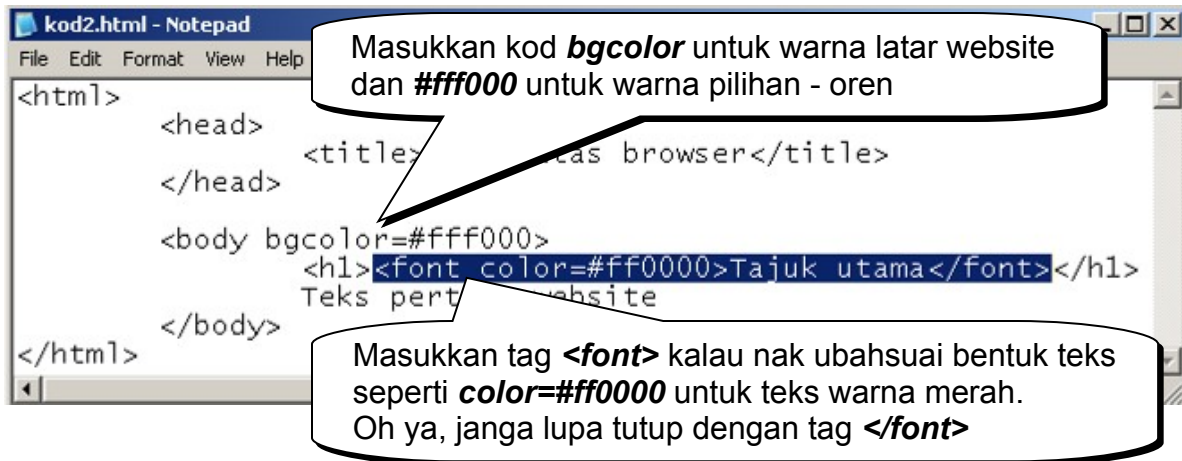 kod2.html - Notepad
File Edit Format View Help
Masukkan kod bgcolor untuk warna latar website
dan #fff000 untuk warna pilihan - oren
<html>
<head>
<title> browser</title>
</head>
<body bgcolor=#fff000>
<h1><font color=#ff0000>Tajuk utama</font></h1>
Teks website
</body>
</html>
Masukkan tag <font> kalau nak ubahsuai bentuk teks
seperti color=#ff0000 untuk teks warna merah.
Oh ya, janga lupa tutup dengan tag </font>